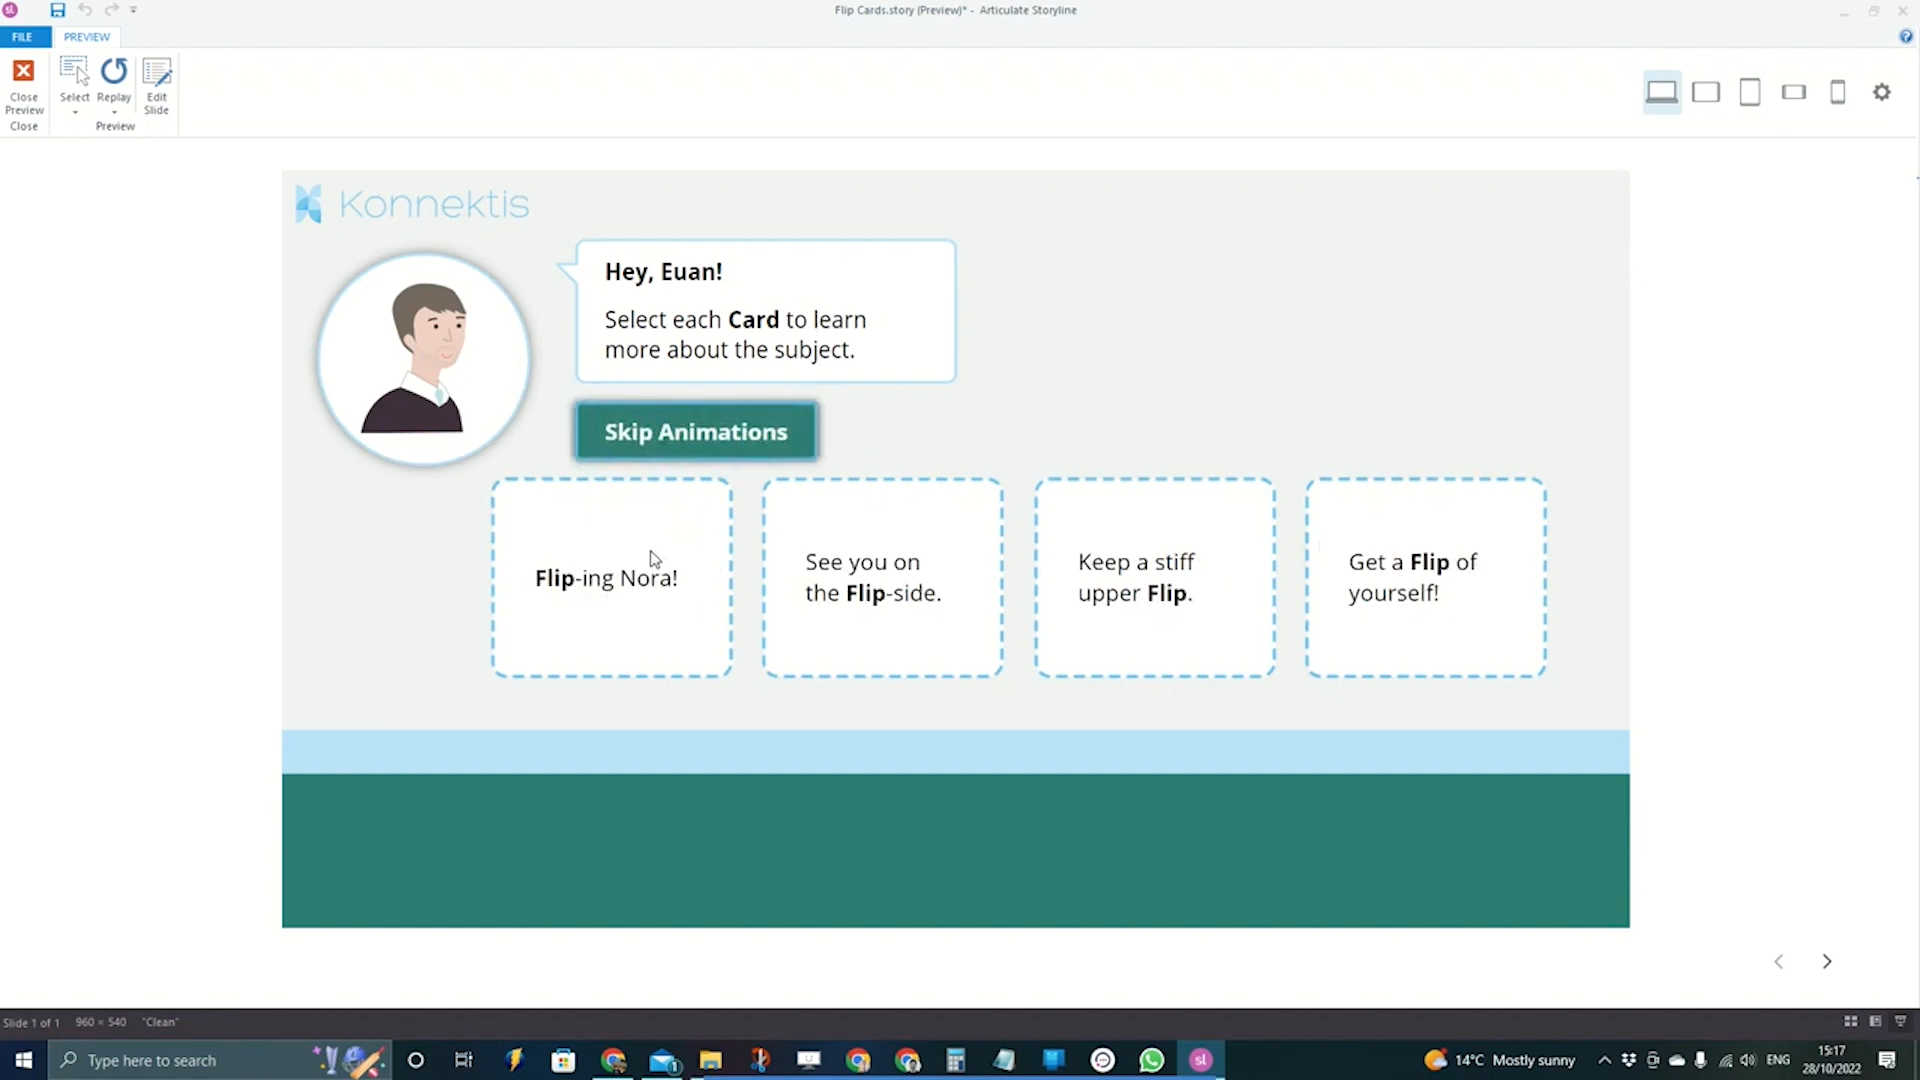 Flip Cards.story (Preview)* - Articulate Storyline
FILE PREVIEW
Close Preview
Select
Replay
Edit Slide
Close
Preview
Konnektis
Hey, Euan!
Select each Card to learn
more about the subject.
Skip Animations
Flip-ing Nora!
See you on
the Flip-side.
Keep a stiff
upper Flip.
Get a Flip of
yourself!
Slide 1 of 1 960 × 540 "Clean"
Type here to search
14°C Mostly sunny
ENG
15:17
28/10/2022